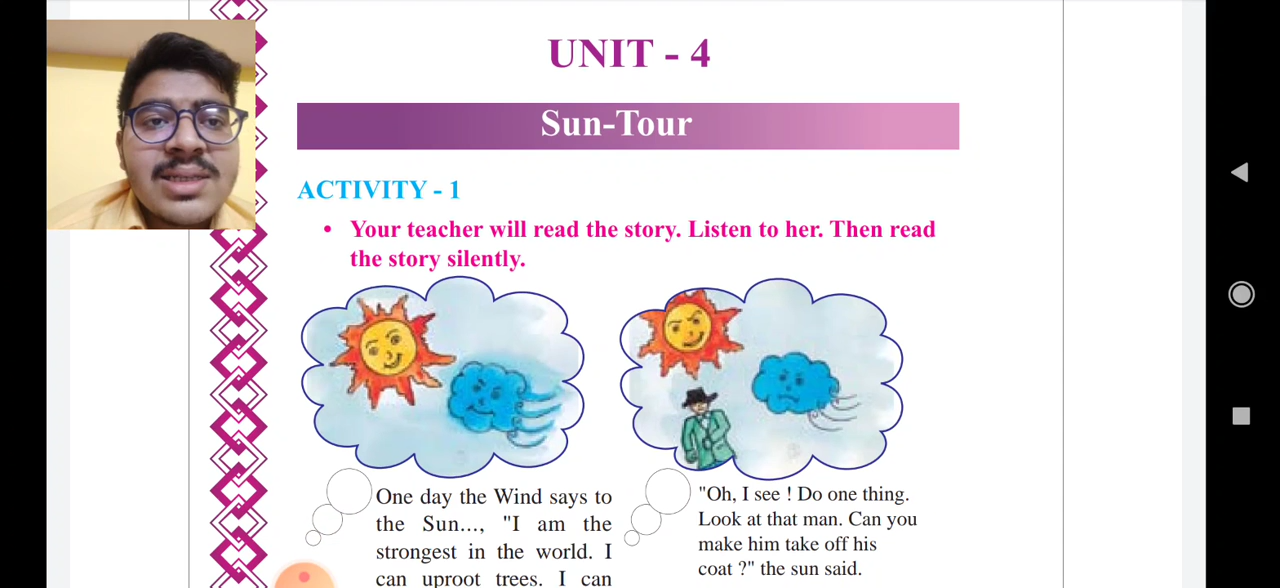 UNIT - 4
Sun-Tour
ACTIVITY - 1
• Your teacher will read the story. Listen to her. Then read
the story silently.
One day the Wind says to
the Sun..., "I am the
strongest in the world. I
can uproot trees. I can
"Oh, I see ! Do one thing.
Look at that man. Can you
make him take off his
coat ?" the sun said.